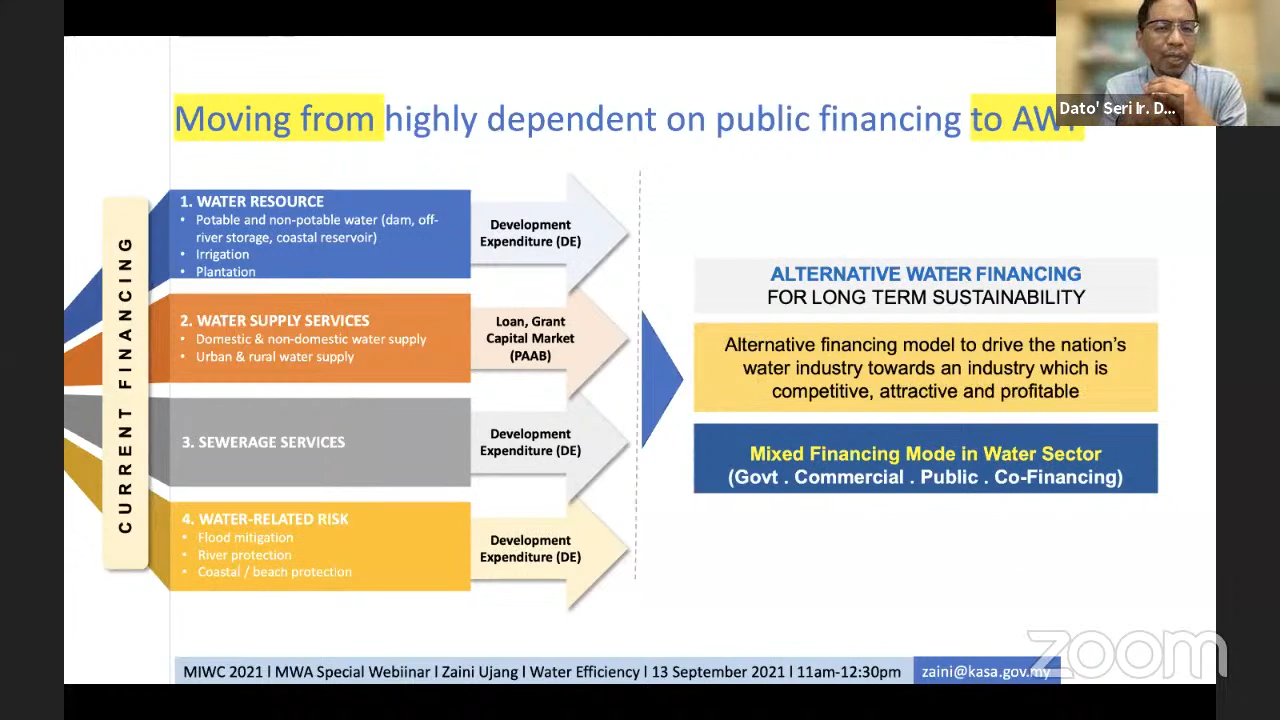 Moving from highly dependent on public financing to
Dato' Seri Ir. D...
CURRENT FINANCING
1. WATER RESOURCE
• Potable and non-potable water (dam, off-
river storage, coastal reservoir)
• Irrigation
• Plantation
Development
Expenditure (DE)
2. WATER SUPPLY SERVICES
• Domestic & non-domestic water supply
• Urban & rural water supply
Loan, Grant
Capital Market
(PAAB)
3. SEWERAGE SERVICES
Development
Expenditure (DE)
4. WATER-RELATED RISK
• Flood mitigation
• River protection
• Coastal / beach protection
Development
Expenditure (DE)
ALTERNATIVE WATER FINANCING
FOR LONG TERM SUSTAINABILITY
Alternative financing model to drive the nation's
water industry towards an industry which is
competitive, attractive and profitable
Mixed Financing Mode in Water Sector
(Govt . Commercial . Public . Co-Financing)
MIWC 2021 l MWA Special Webiinar l Zaini Ujang l Water Efficiency l 13 September 2021 l 11am-12:30pm
zaini@kasa.gov.my
zoom